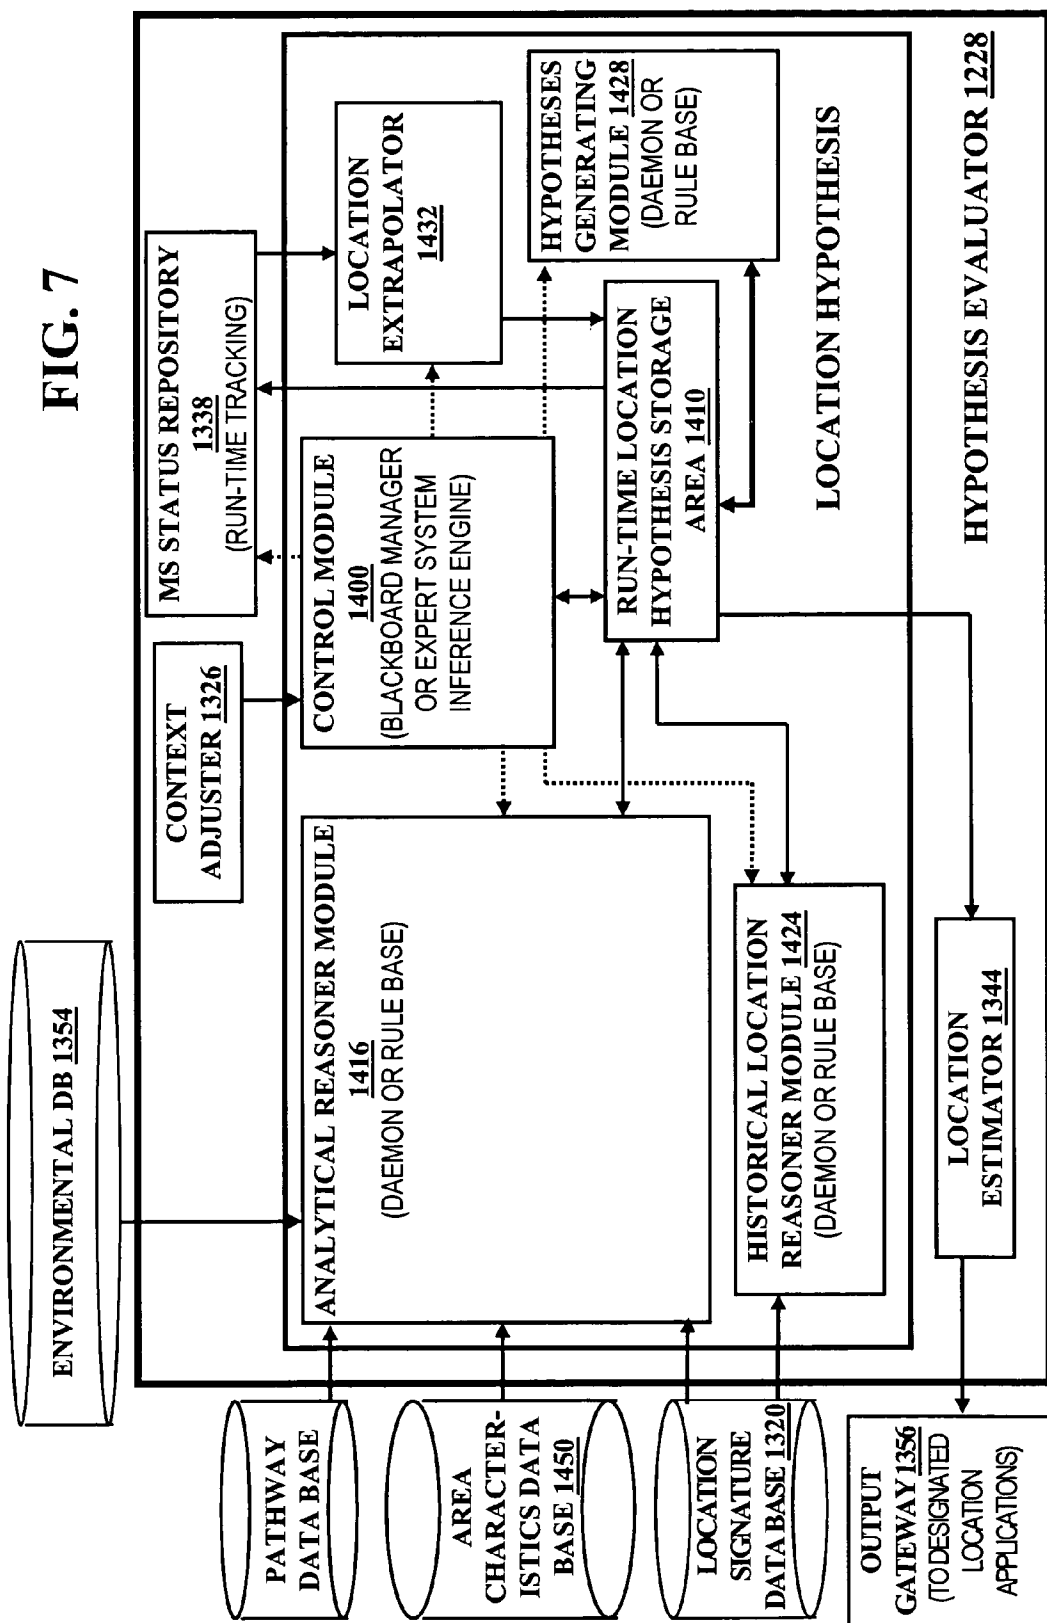 FIG. 7
ENVIRONMENTAL DB 1354
CONTEXT
ADJUSTER 1326
MS STATUS REPOSITORY
1338
(RUN-TIME TRACKING)
PATHWAY
DATA BASE
AREA
CHARACTER-
ISTICS DATA
BASE 1450
LOCATION
SIGNATURE
DATA BASE 1320
OUTPUT
GATEWAY 1356
(TO DESIGNATED
LOCATION
APPLICATIONS)
ANALYTICAL REASONER MODULE
1416
(DAEMON OR RULE BASE)
CONTROL MODULE
1400
(BLACKBOARD MANAGER
OR EXPERT SYSTEM
INFERENCE ENGINE)
LOCATION
EXTRAPOLATOR
1432
HYPOTHESES
GENERATING
MODULE 1428
(DAEMON OR
RULE BASE)
RUN-TIME LOCATION
HYPOTHESIS STORAGE
AREA 1410
HISTORICAL LOCATION
REASONER MODULE 1424
(DAEMON OR RULE BASE)
LOCATION HYPOTHESIS
LOCATION
ESTIMATOR 1344
HYPOTHESIS EVALUATOR 1228